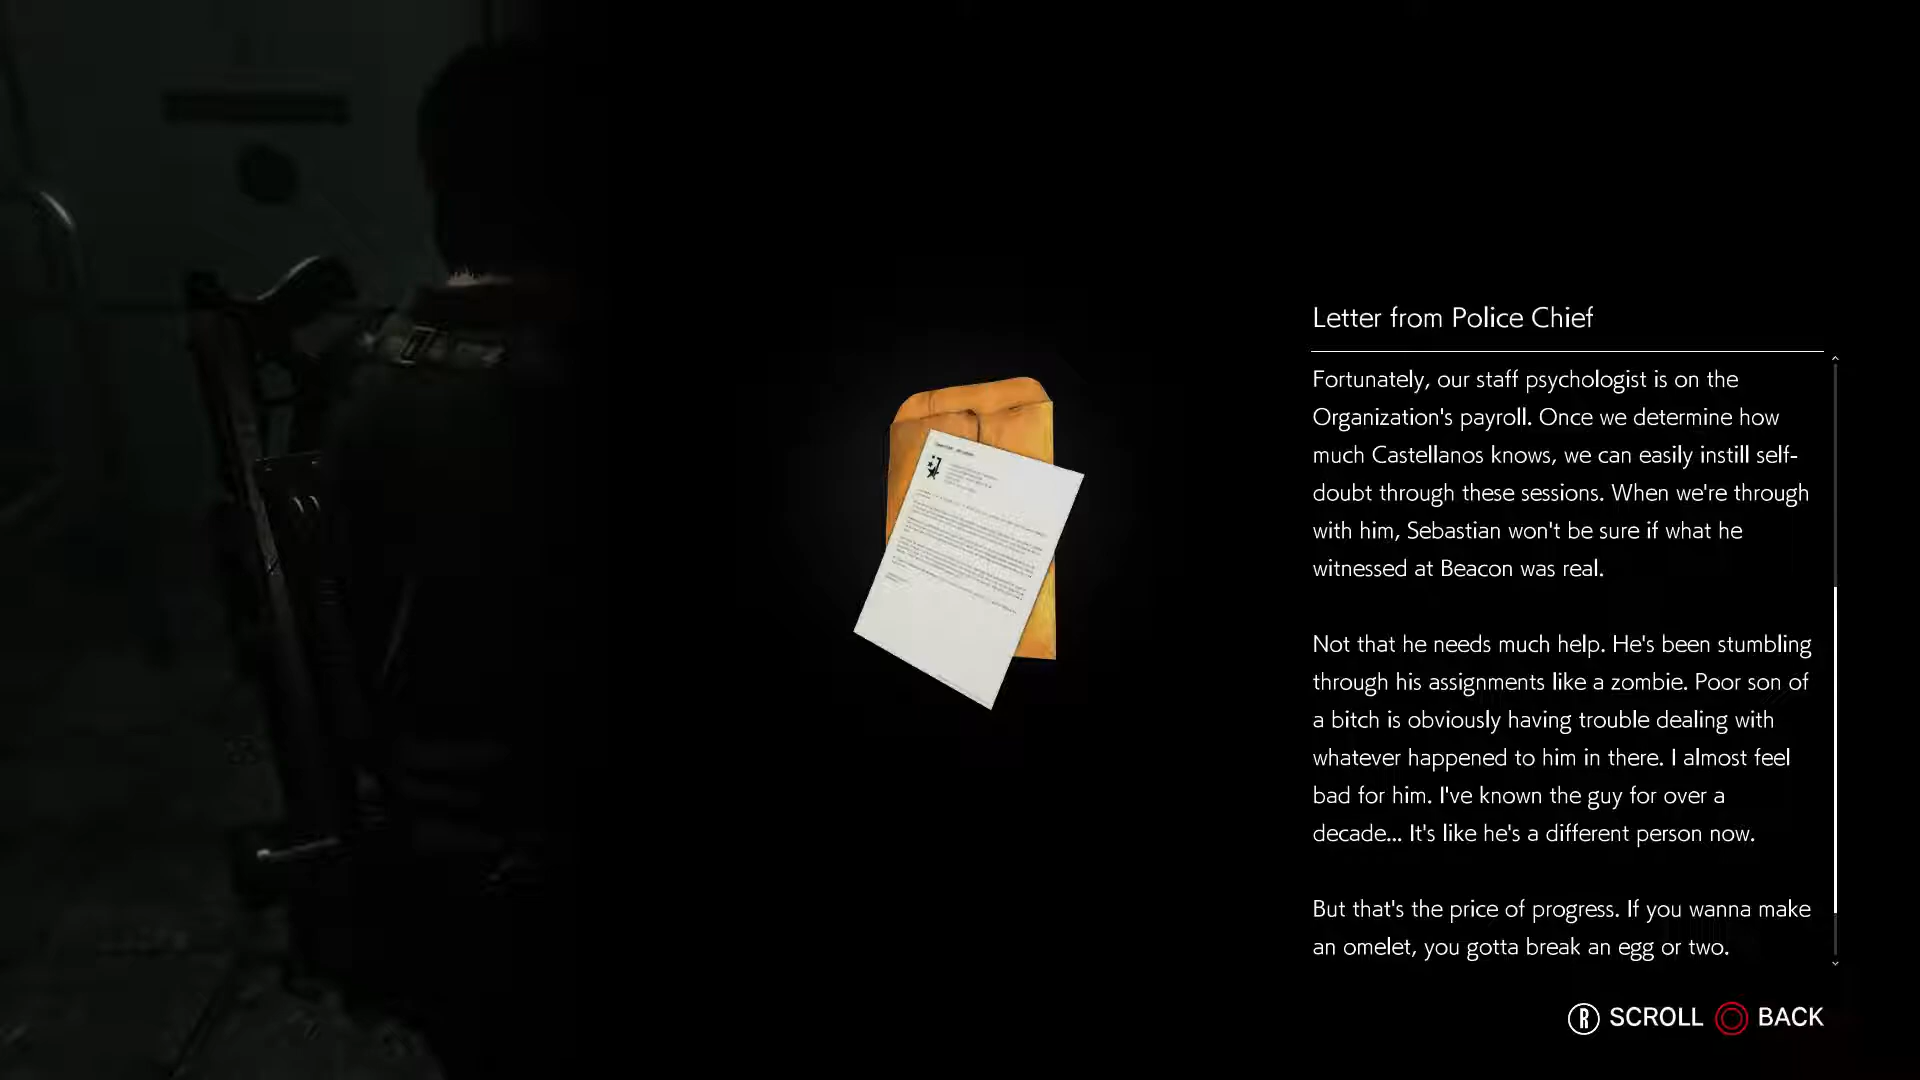 Letter from Police Chief
Fortunately, our staff psychologist is on the
Organization's payroll. Once we determine how
much Castellanos knows, we can easily instill self-
doubt through these sessions. When we're through
with him, Sebastian won't be sure if what he
witnessed at Beacon was real.
Not that he needs much help. He's been stumbling
through his assignments like a zombie. Poor son of
a bitch is obviously having trouble dealing with
whatever happened to him in there. I almost feel
bad for him. I've known the guy for over a
decade... It's like he's a different person now.
But that's the price of progress. If you wanna make
an omelet, you gotta break an egg or two.
R SCROLL BACK